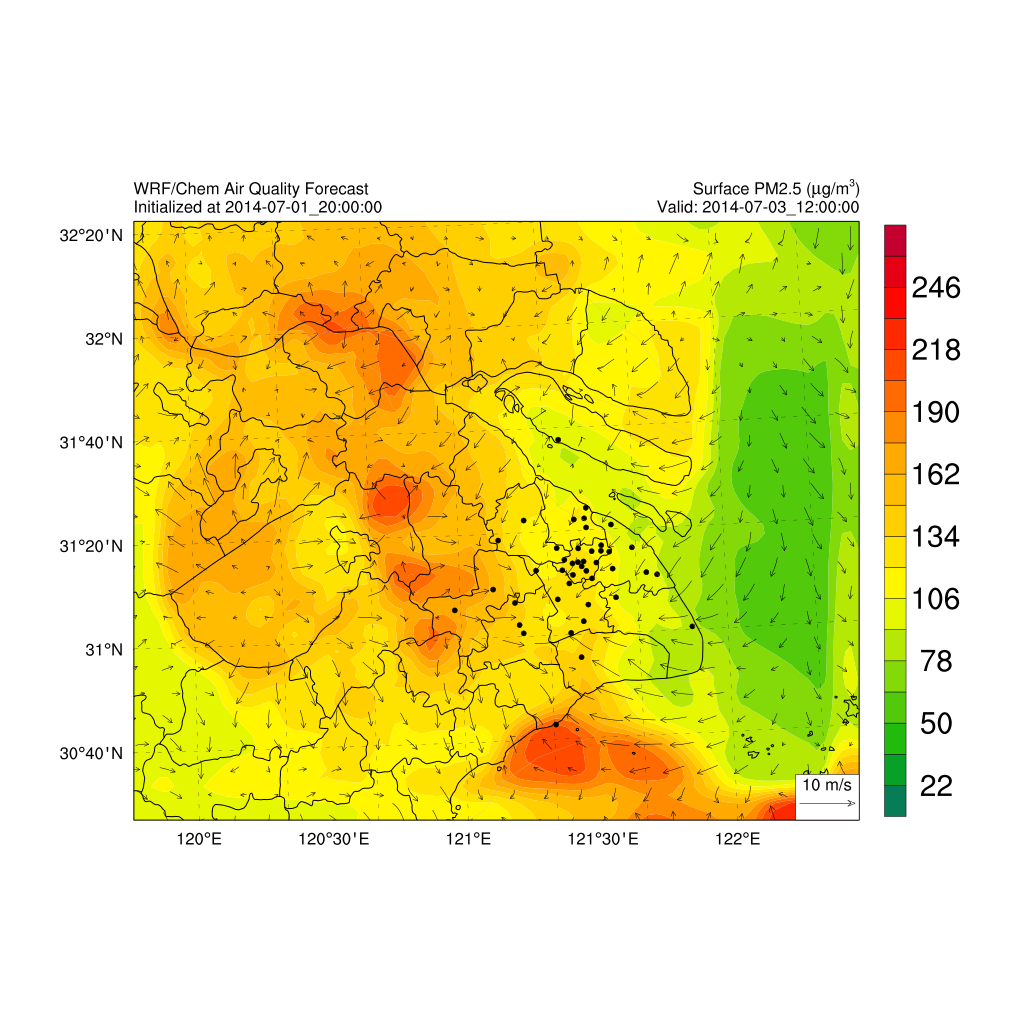 WRF/Chem Air Quality Forecast
Surface PM2.5 (μg/m³)
Initialized at 2014-07-01_20:00:00
Valid: 2014-07-03_12:00:00
32°20'N
32°N
31°40'N
31°20'N
31°N
30°40'N
120°E
120°30'E
121°E
121°30'E
122°E
10 m/s
246
218
190
162
134
106
78
50
22